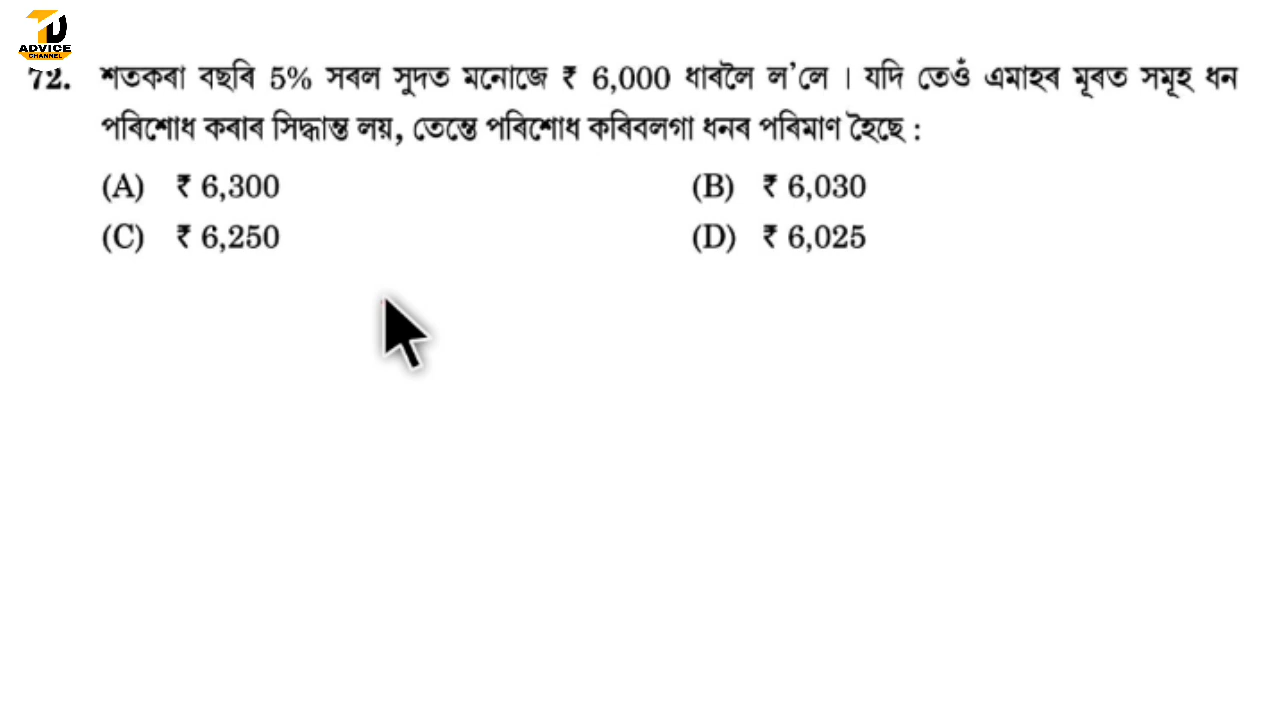 TD
ADVICE
CHANNEL
72. শতকৰা বছৰি 5% সৰল সুদত মনোজে ₹ 6,000 ধাৰলৈ ল’লে । যদি তেওঁ এমাহৰ মূৰত সমূহ ধন
পৰিশোধ কৰাৰ সিদ্ধান্ত লয়, তেন্তে পৰিশোধ কৰিবলগা ধনৰ পৰিমাণ হৈছে :
(A) ₹ 6,300 (B) ₹ 6,030
(C) ₹ 6,250 (D) ₹ 6,025